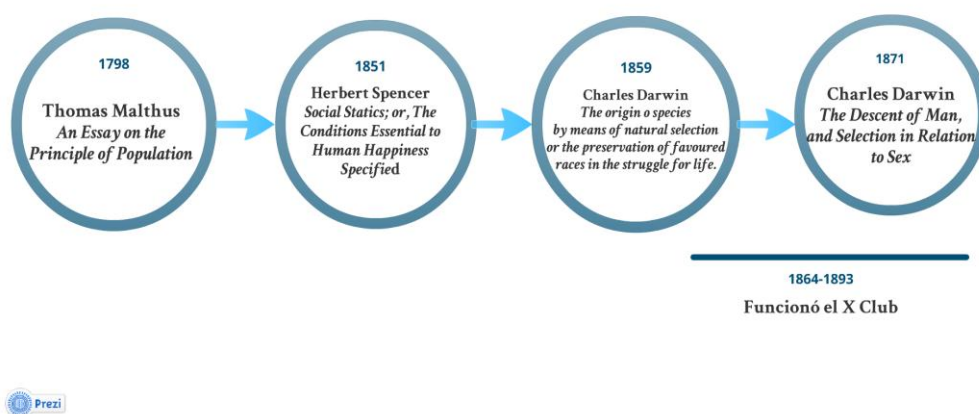 1798
Thomas Malthus
An Essay on the
Principle of Population
1851
Herbert Spencer
Social Statics; or, The
Conditions Essential to
Human Happiness
Specified
1859
Charles Darwin
The origin o species
by means of natural selection
or the preservation of favoured
races in the struggle for life.
1871
Charles Darwin
The Descent of Man,
and Selection in Relation
to Sex
1864-1893
Funcionó el X Club
Prezi